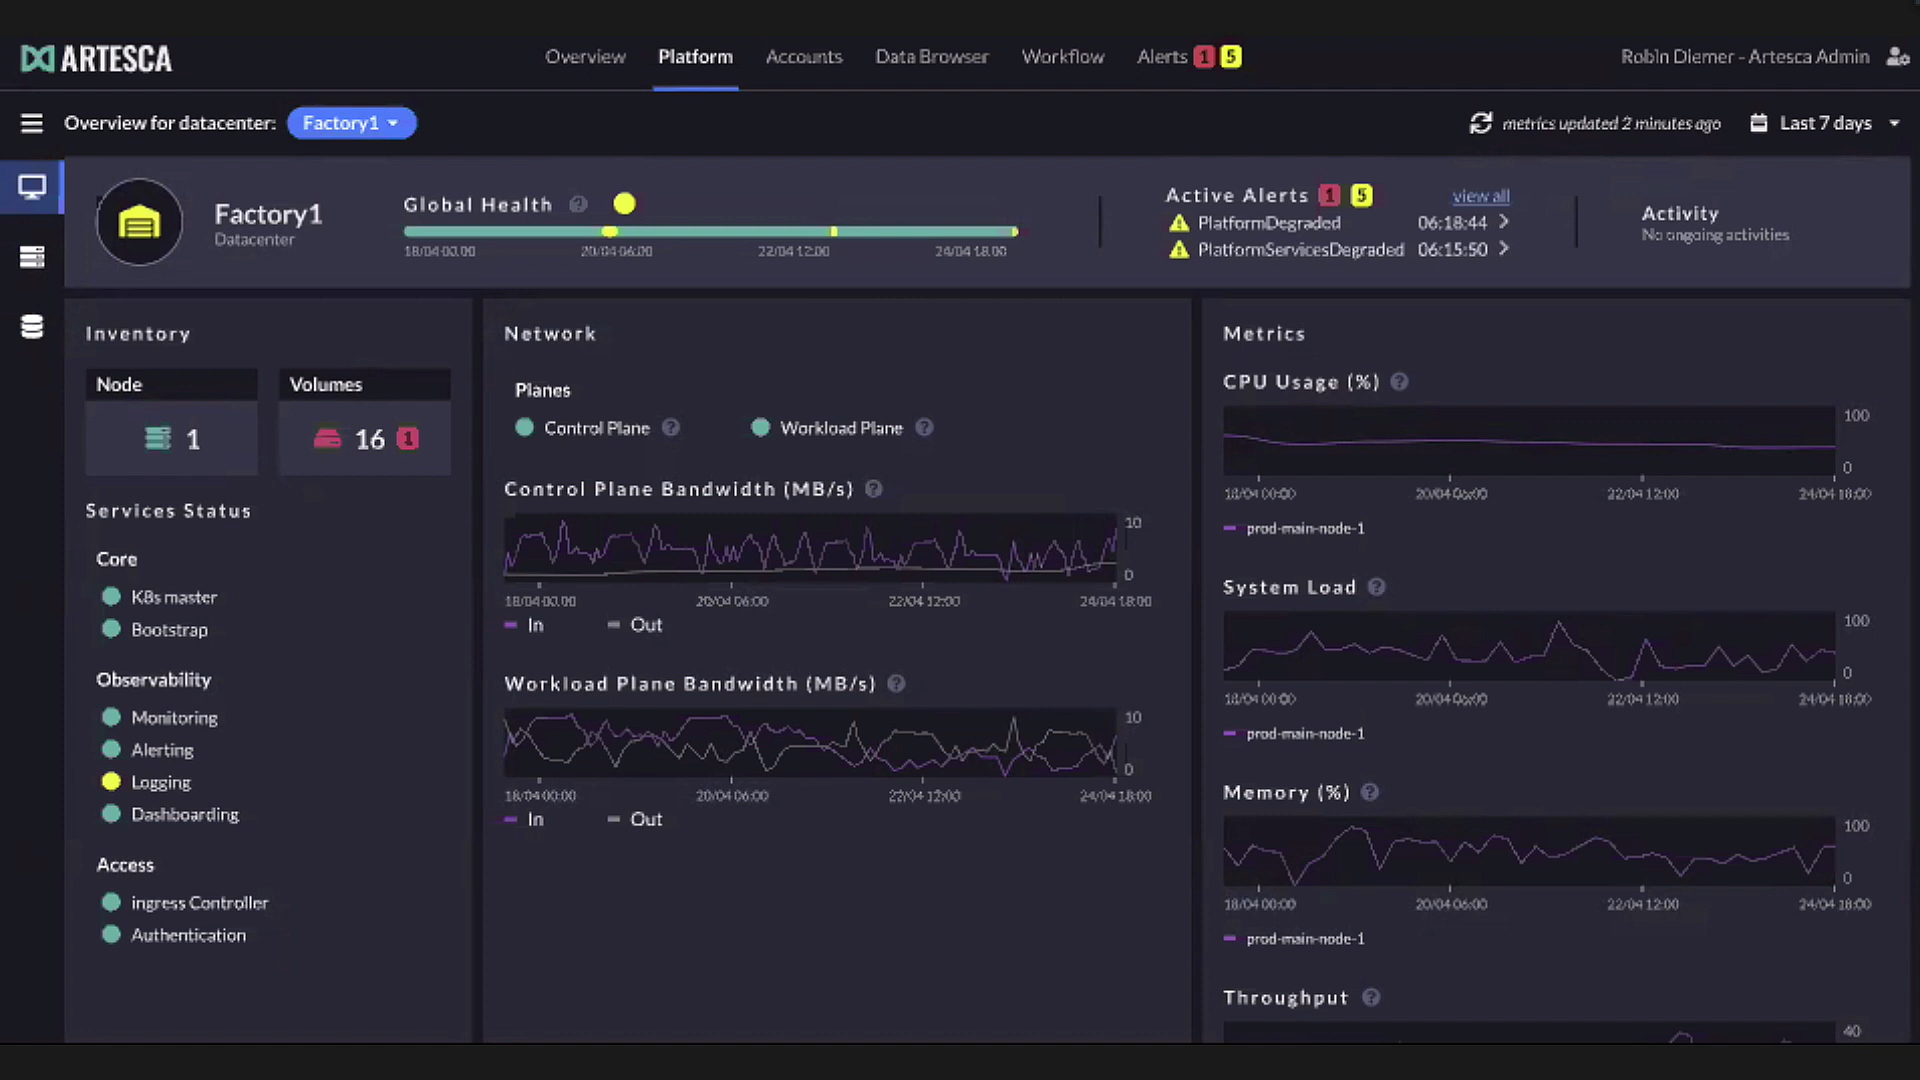 ARTESCA
Overview Platform Accounts Data Browser Workflow Alerts 1 5
Robin Diemer - Artesca Admin
Overview for datacenter: Factory1
metrics updated 2 minutes ago Last 7 days
Factory1
Datacenter
Global Health
18/04 00:00 20/04 06:00 22/04 12:00 24/04 18:00
Active Alerts 1 5 view all
PlatformDegraded 06:18:44
PlatformServicesDegraded 06:15:50
Activity
No ongoing activities
Inventory
Node
1
Volumes
16 1
Services Status
Core
K8s master
Bootstrap
Observability
Monitoring
Alerting
Logging
Dashboarding
Access
ingress Controller
Authentication
Network
Planes
Control Plane Workload Plane
Control Plane Bandwidth (MB/s)
10
0
18/04 00:00 20/04 06:00 22/04 12:00 24/04 18:00
In Out
Workload Plane Bandwidth (MB/s)
10
0
18/04 00:00 20/04 06:00 22/04 12:00 24/04 18:00
In Out
Metrics
CPU Usage (%)
100
0
18/04 00:00 20/04 06:00 22/04 12:00 24/04 18:00
prod-main-node-1
System Load
100
0
18/04 00:00 20/04 06:00 22/04 12:00 24/04 18:00
prod-main-node-1
Memory (%)
100
0
18/04 00:00 20/04 06:00 22/04 12:00 24/04 18:00
prod-main-node-1
Throughput
40